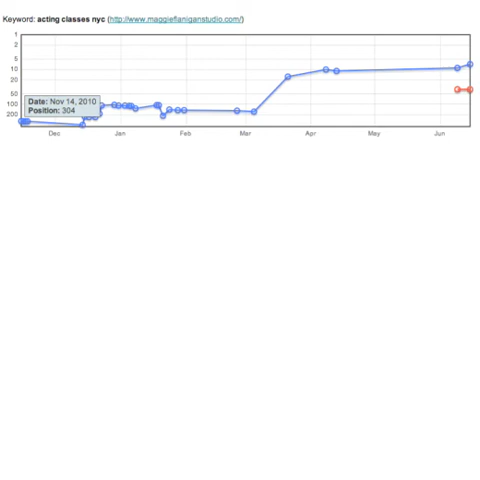 Keyword: acting classes nyc (http://www.maggieflaniganstudio.com/)
1
2
5
10
20
50
100
200
Date: Nov 14, 2010
Position: 304
Dec Jan Feb Mar Apr May Jun